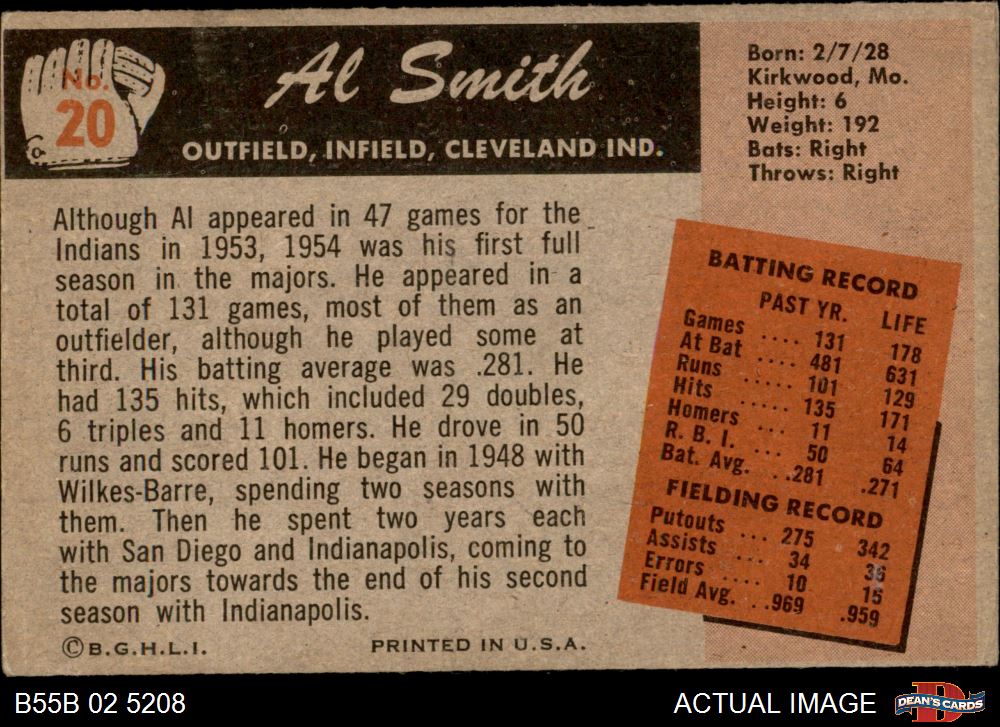 No.
20
Al Smith
OUTFIELD, INFIELD, CLEVELAND IND.
Born: 2/7/28
Kirkwood, Mo.
Height: 6
Weight: 192
Bats: Right
Throws: Right
Although Al appeared in 47 games for the
Indians in 1953, 1954 was his first full
season in the majors. He appeared in a
total of 131 games, most of them as an
outfielder, although he played some at
third. His batting average was .281. He
had 135 hits, which included 29 doubles,
6 triples and 11 homers. He drove in 50
runs and scored 101. He began in 1948 with
Wilkes-Barre, spending two seasons with
them. Then he spent two years each
with San Diego and Indianapolis, coming to
the majors towards the end of his second
season with Indianapolis.
BATTING RECORD
PAST YR. LIFE
Games .... 131 178
At Bat .... 481 631
Runs ..... 101 129
Hits ..... 135 171
Homers ... 11 14
R. B. I. ... 50 64
Bat. Avg. ..281 .271
FIELDING RECORD
Putouts ... 275 342
Assists ... 34 36
Errors .... 10 15
Field Avg. ..969 .959
©B.G.H.L.I. PRINTED IN U.S.A.
B55B 02 5208 ACTUAL IMAGE
D
DEAN'S CARDS